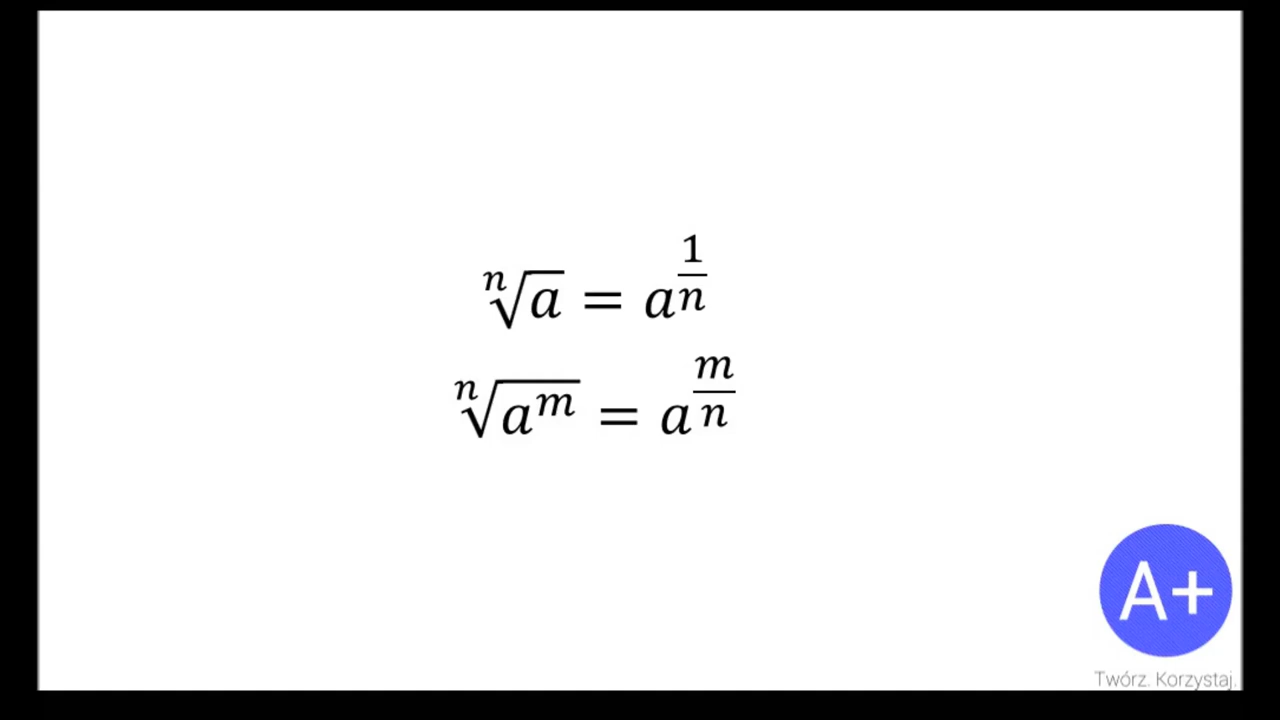 ⁿ√a = a^(1/n)
ⁿ√(a^m) = a^(m/n)
A+
Twórz. Korzystaj.